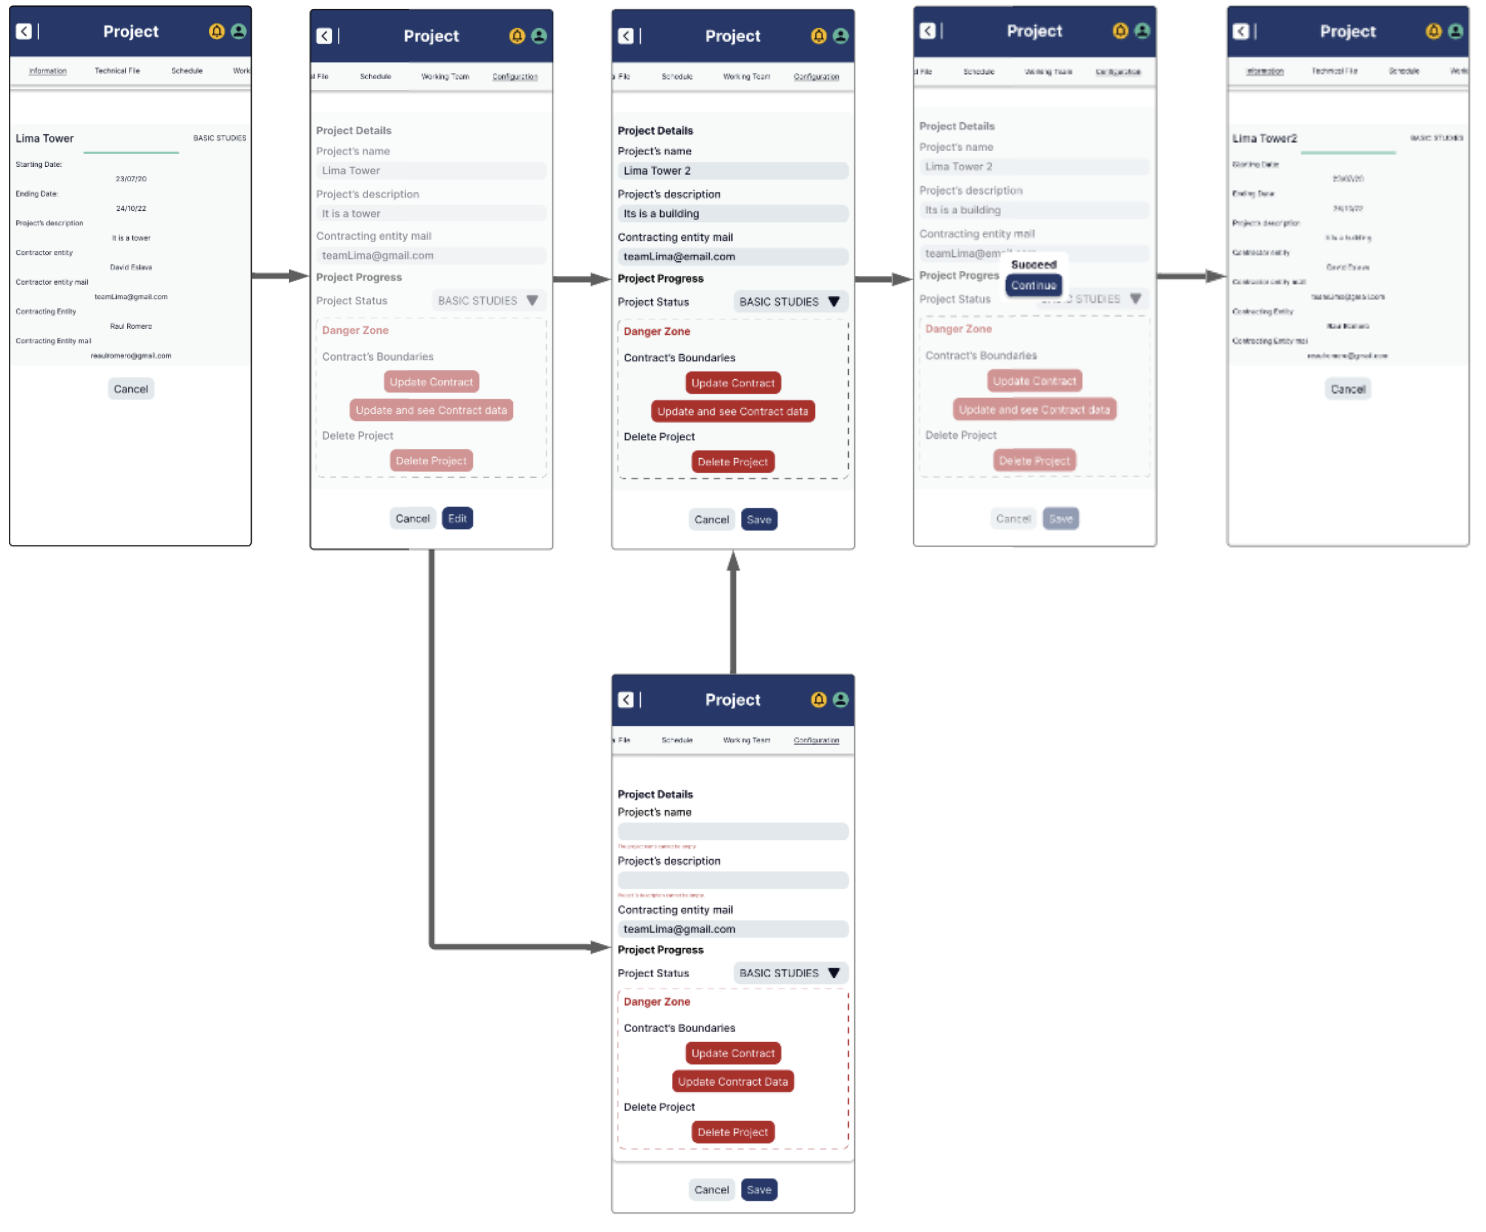 Project
Information Technical File Schedule Work
Lima Tower BASIC STUDIES
Starting Date:
23/07/20
Ending Date:
24/10/22
Project's description
It is a tower
Contractor entity
David Eslava
Contractor entity mail
teamLima@gmail.com
Contracting Entity
Raul Romero
Contracting Entity mail
reaulromero@gmail.com
Cancel
Project
al File Schedule Working Team Configuration
Project Details
Project's name
Lima Tower
Project's description
It is a tower
Contracting entity mail
teamLima@gmail.com
Project Progress
Project Status BASIC STUDIES
Danger Zone
Contract's Boundaries
Update Contract
Update and see Contract data
Delete Project
Delete Project
Cancel Edit
Project
a File Schedule Working Team Configuration
Project Details
Project's name
Lima Tower 2
Project's description
Its is a building
Contracting entity mail
teamLima@email.com
Project Progress
Project Status BASIC STUDIES
Danger Zone
Contract's Boundaries
Update Contract
Update and see Contract data
Delete Project
Delete Project
Cancel Save
Project
al File Schedule Working Team Configuration
Project Details
Project's name
Lima Tower 2
Project's description
Its is a building
Contracting entity mail
teamLima@email.com
Succeed
Continue
Project Progres
Project Status STUDIES
Danger Zone
Contract's Boundaries
Update Contract
Update and see Contract data
Delete Project
Delete Project
Cancel Save
Project
Information Technical File Schedule Work
Lima Tower2 BASIC STUDIES
Starting Date:
23/07/20
Ending Date:
24/10/22
Project's description
It is a building
Contractor entity
David Eslava
Contractor entity mail
teamLima@gmail.com
Contracting Entity
Raul Romero
Contracting Entity mail
reaulromero@gmail.com
Cancel
Project
a File Schedule Working Team Configuration
Project Details
Project's name
The project name cannot be empty
Project's description
Project's description cannot be empty
Contracting entity mail
teamLima@gmail.com
Project Progress
Project Status BASIC STUDIES
Danger Zone
Contract's Boundaries
Update Contract
Update Contract Data
Delete Project
Delete Project
Cancel Save